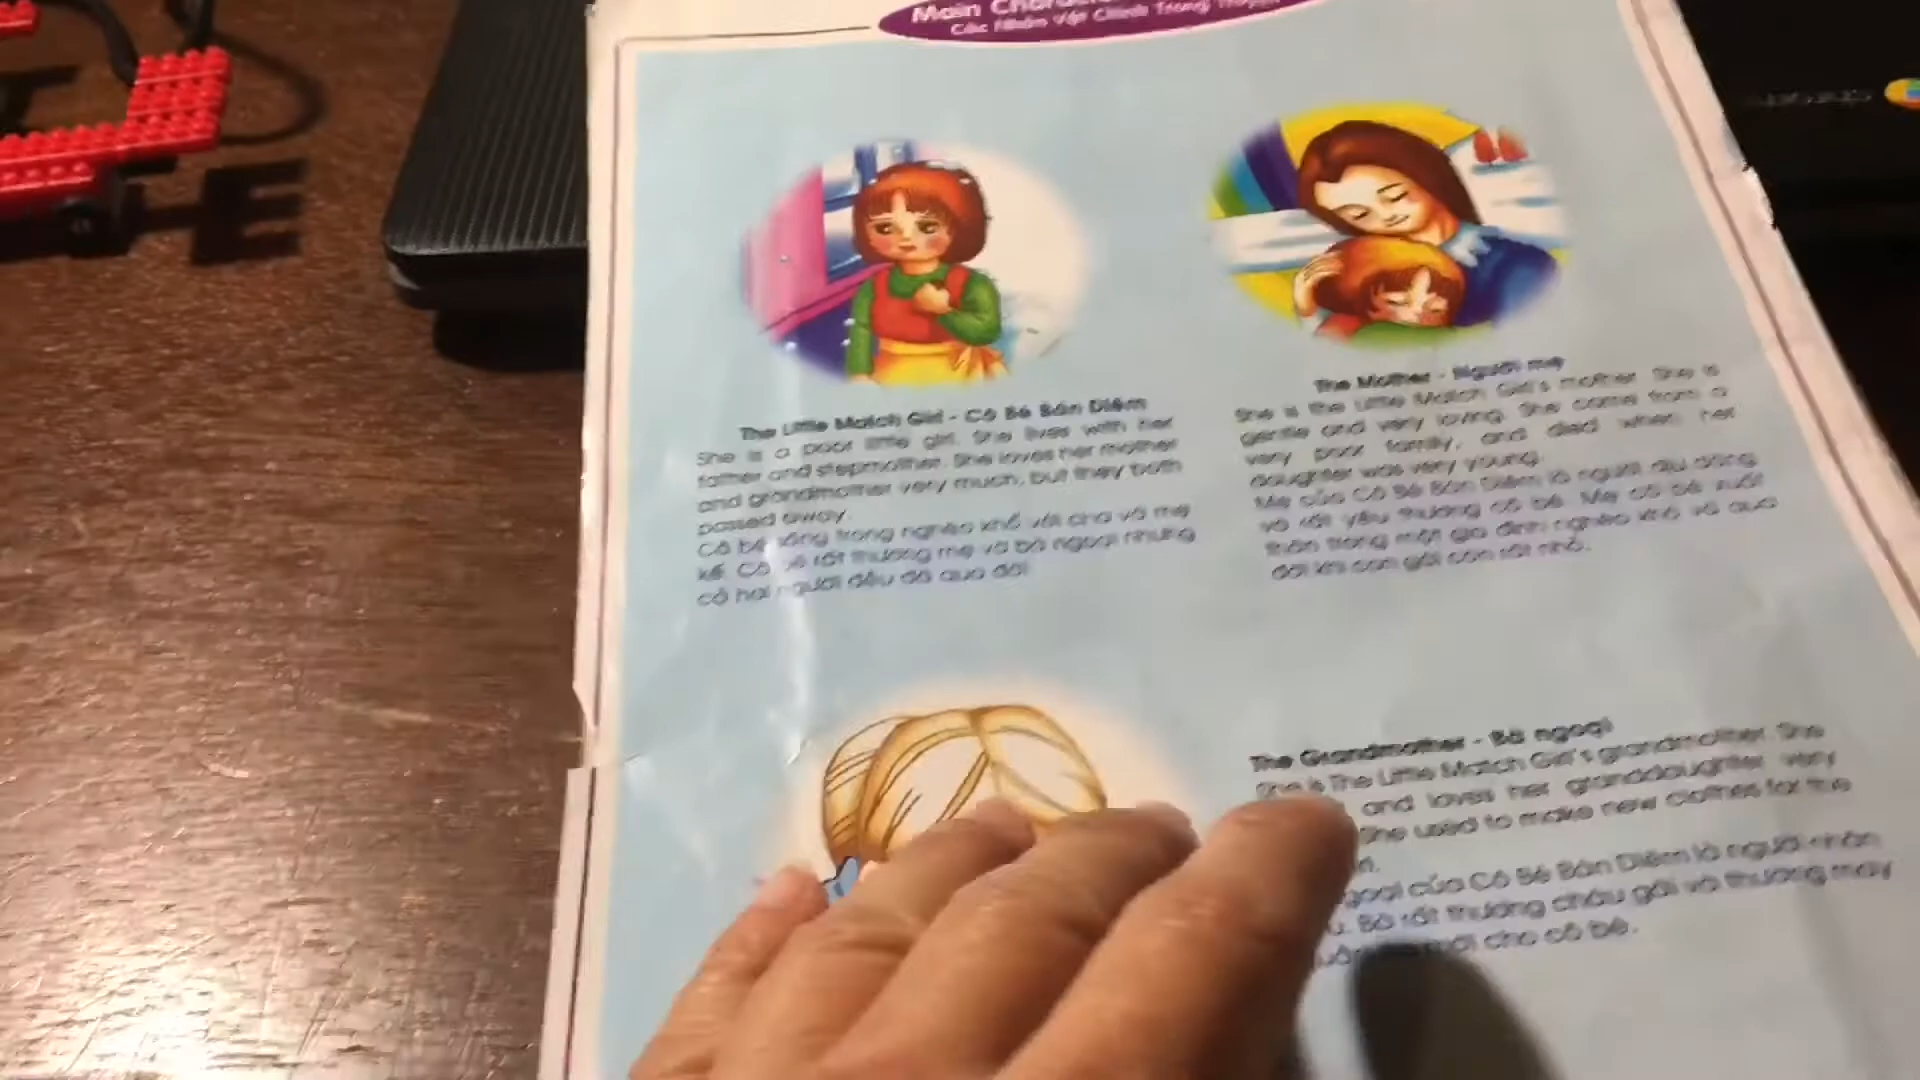 Main
Các Nhân Vật Chính Trong Truyện
The Little Match Girl - Cô Bé Bán Diêm
She is a poor little girl. She lives with her
father and stepmother. She loves her mother
and grandmother very much, but they both
passed away.
Cô bé sống trong nghèo khổ với cha và mẹ
kế. Cô bé rất thương mẹ và bà ngoại nhưng
cả hai người đều đã qua đời
The Mother - Người mẹ
She is the Little Match Girl's mother. She is
gentle and very loving. She came from a
very poor family, and died when her
daughter was very young.
Mẹ của Cô Bé Bán Diêm là người dịu dàng
và rất yêu thương cô bé. Mẹ cô bé xuất
thân trong một gia đình nghèo khó và qua
đời khi con gái còn rất nhỏ.
The Grandmother - Bà ngoại
She is The Little Match Girl's grandmother. She
and loves her granddaughter very
She used to make new clothes for the
của Cô Bé Bán Diêm là người nhân
Bà rất thương cháu gái và thường may
cho cô bé.